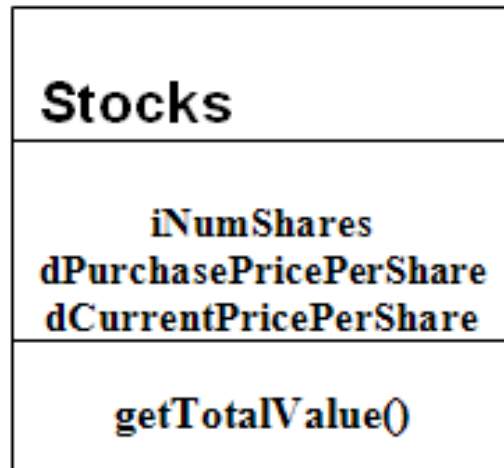 Stocks
iNumShares
dPurchasePricePerShare
dCurrentPricePerShare
getTotalValue()